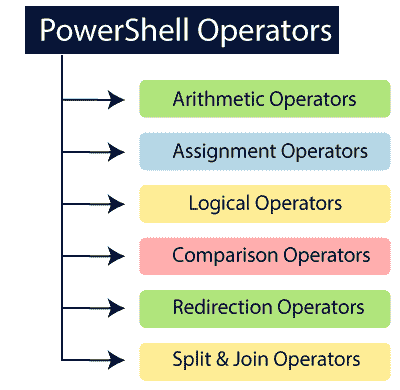 PowerShell Operators
Arithmetic Operators
Assignment Operators
Logical Operators
Comparison Operators
Redirection Operators
Split & Join Operators